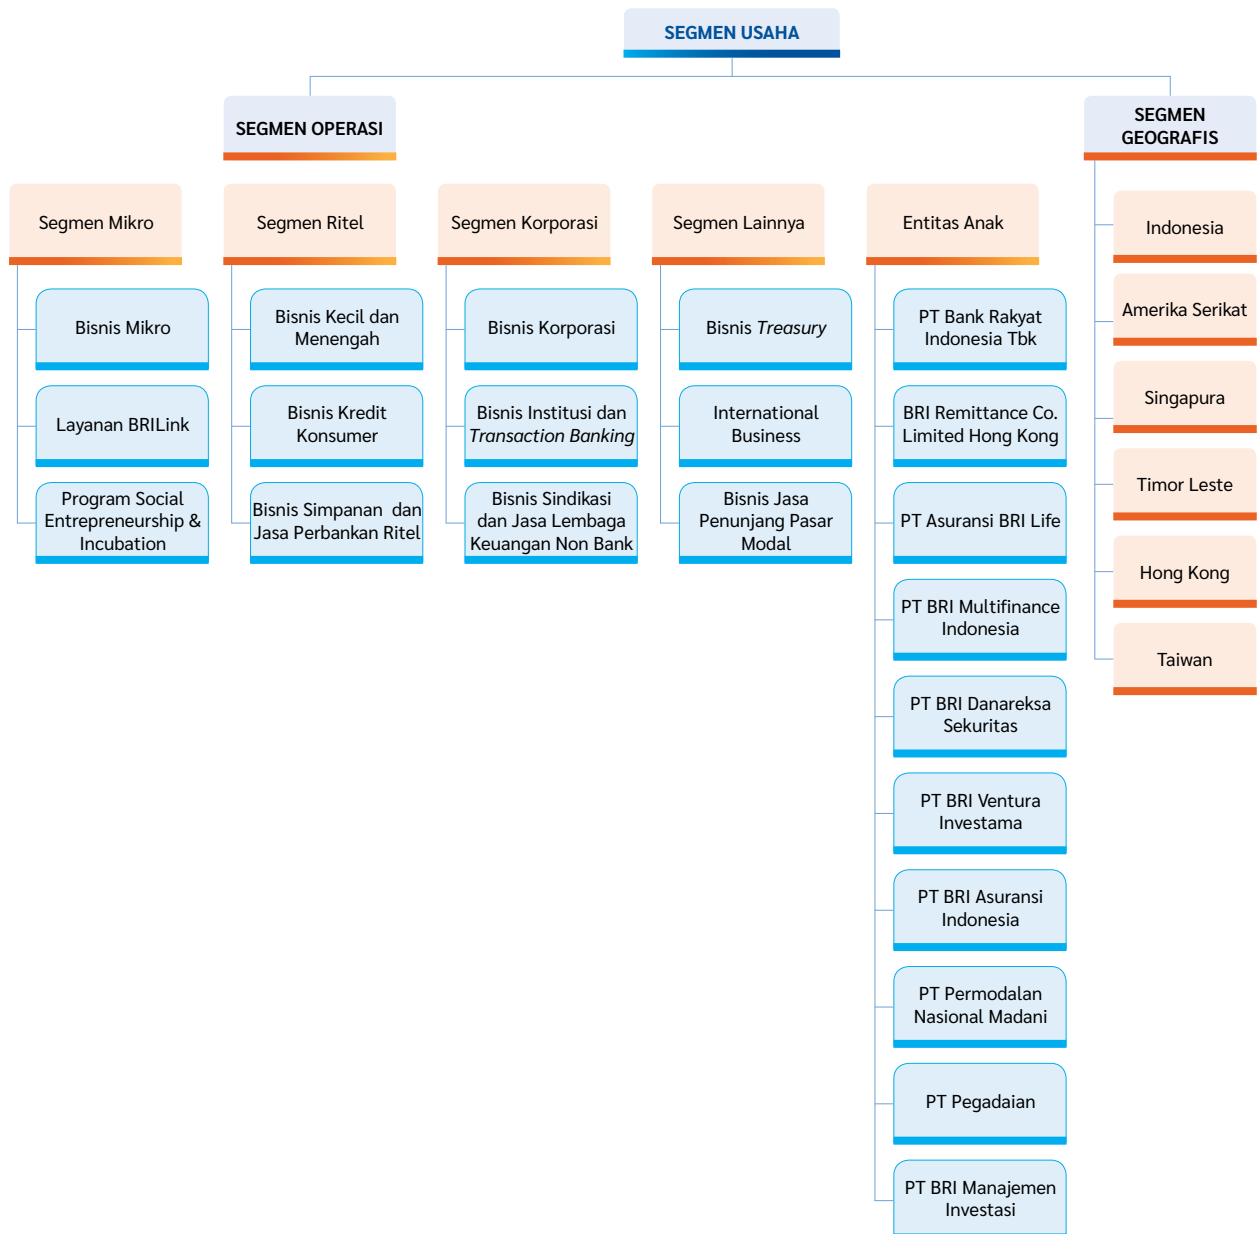 SEGMEN USAHA
SEGMEN OPERASI
SEGMEN
GEOGRAFIS
Segmen Mikro
Bisnis Mikro
Layanan BRILink
Program Social
Entrepreneurship &
Incubation
Segmen Ritel
Bisnis Kecil dan
Menengah
Bisnis Kredit
Konsumer
Bisnis Simpanan dan
Jasa Perbankan Ritel
Segmen Korporasi
Bisnis Korporasi
Bisnis Institusi dan
Transaction Banking
Bisnis Sindikasi
dan Jasa Lembaga
Keuangan Non Bank
Segmen Lainnya
Bisnis Treasury
International
Business
Bisnis Jasa
Penunjang Pasar
Modal
Entitas Anak
PT Bank Rakyat
Indonesia Tbk
BRI Remittance Co.
Limited Hong Kong
PT Asuransi BRI Life
PT BRI Multifinance
Indonesia
PT BRI Danareksa
Sekuritas
PT BRI Ventura
Investama
PT BRI Asuransi
Indonesia
PT Permodalan
Nasional Madani
PT Pegadaian
PT BRI Manajemen
Investasi
Indonesia
Amerika Serikat
Singapura
Timor Leste
Hong Kong
Taiwan